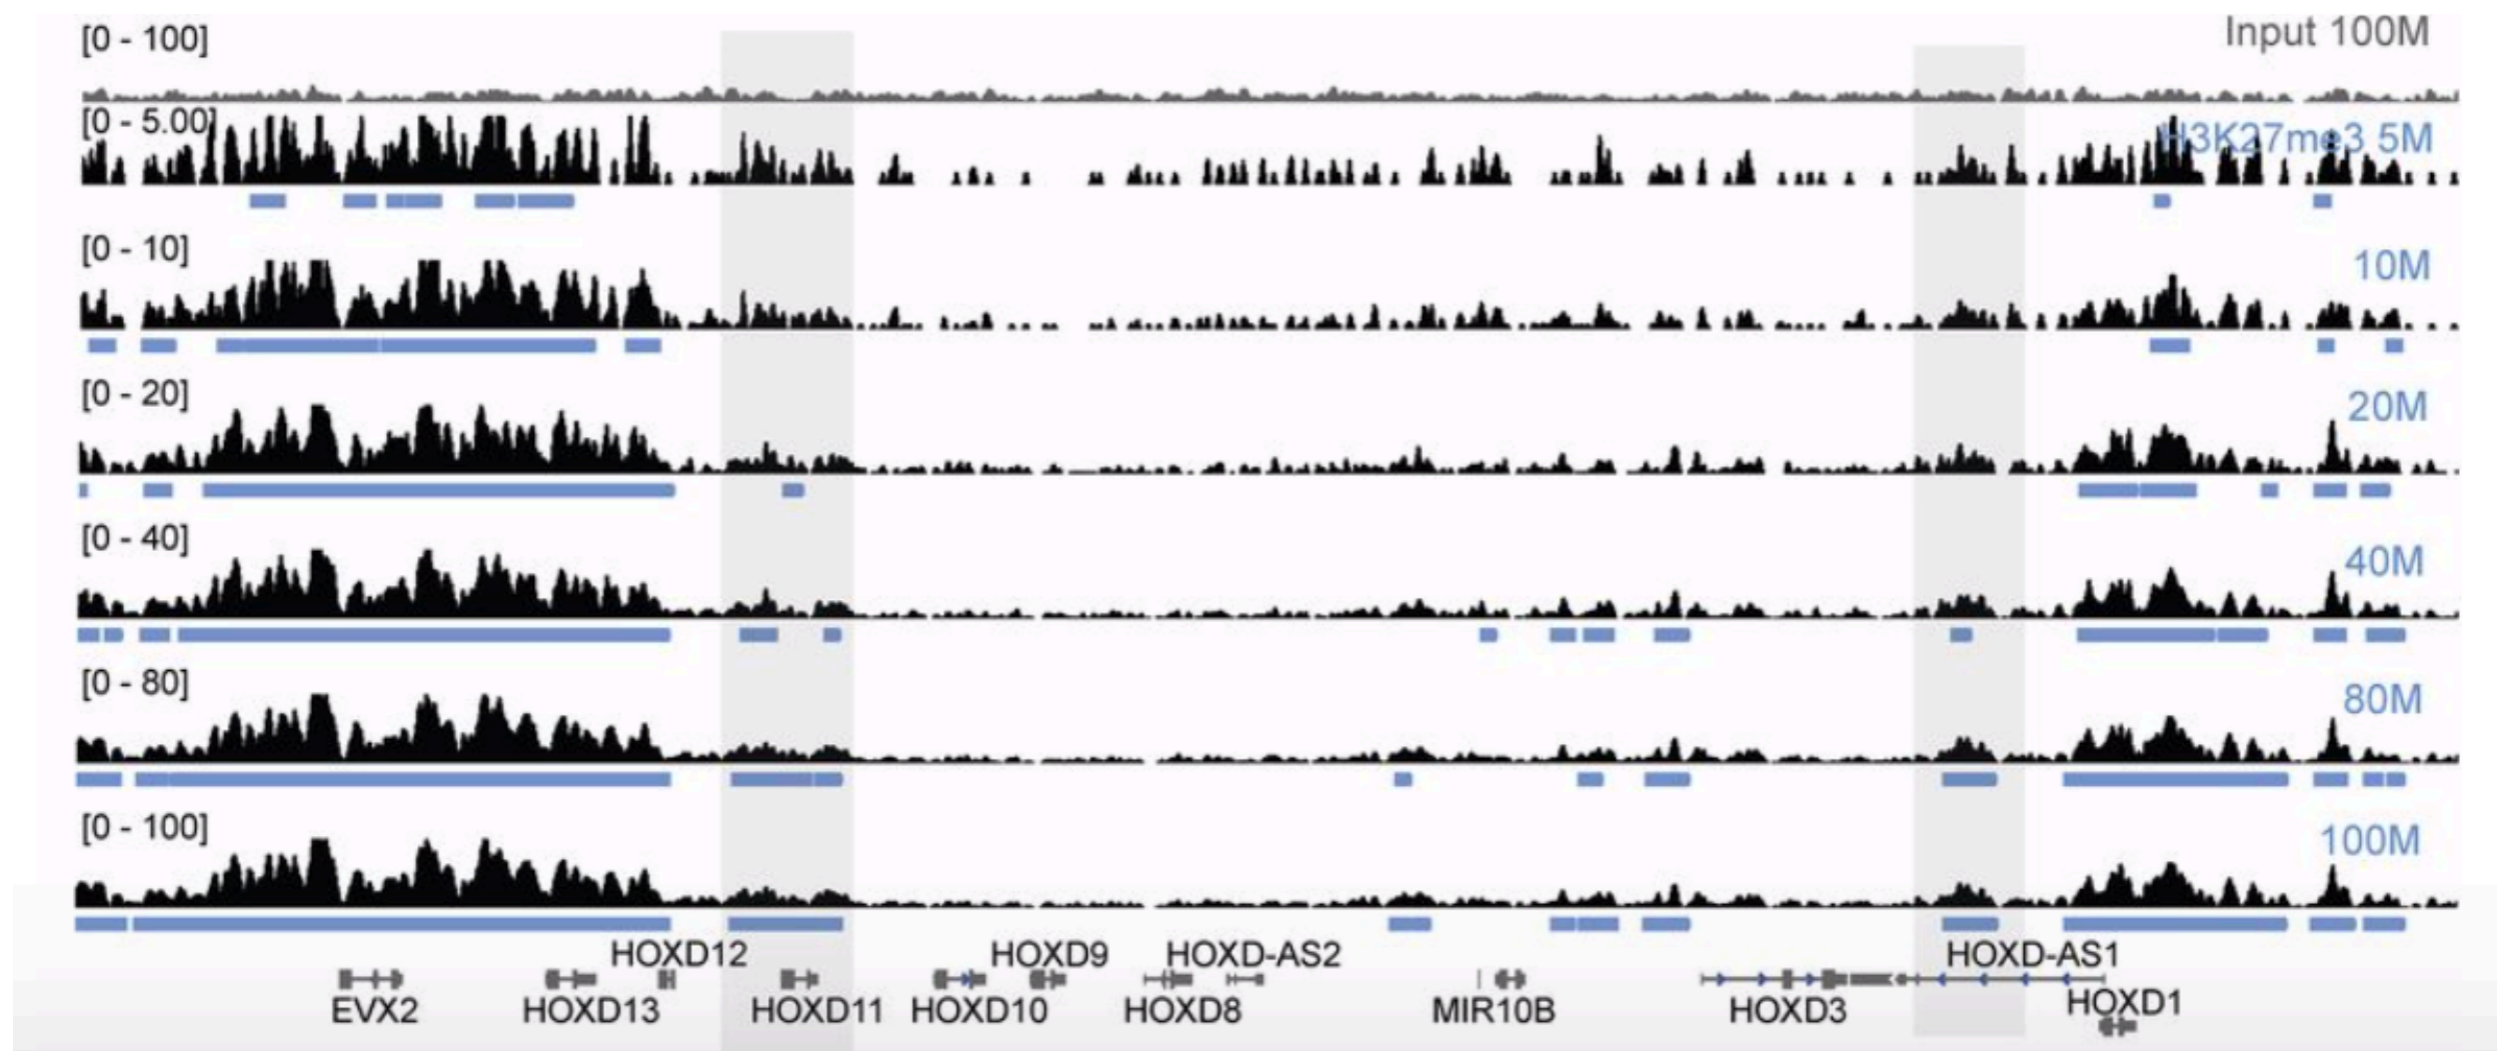 [0 - 100] Input 100M
[0 - 5.00] H3K27me3 5M
[0 - 10] 10M
[0 - 20] 20M
[0 - 40] 40M
[0 - 80] 80M
[0 - 100] 100M
HOXD12 HOXD9 HOXD-AS2 HOXD-AS1
EVX2 HOXD13 HOXD11 HOXD10 HOXD8 MIR10B HOXD3 HOXD1